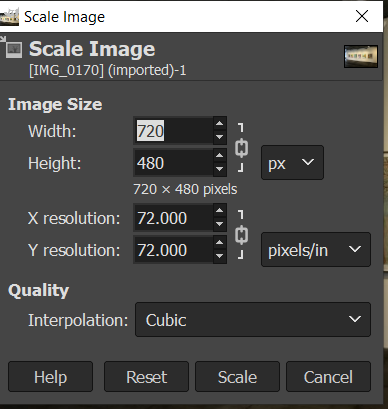 Scale Image
Scale Image
[IMG_0170] (imported)-1
Image Size
Width: 720
Height: 480 px
720 × 480 pixels
X resolution: 72.000
Y resolution: 72.000 pixels/in
Quality
Interpolation: Cubic
Help Reset Scale Cancel